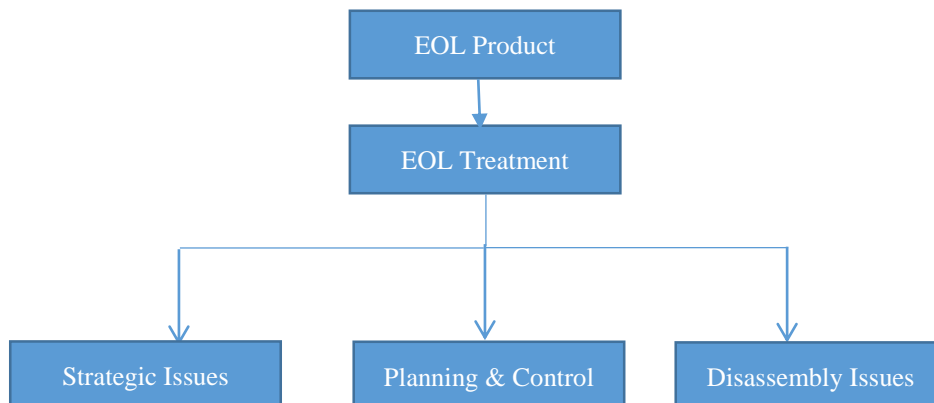 EOL Product
EOL Treatment
Strategic Issues
Planning & Control
Disassembly Issues